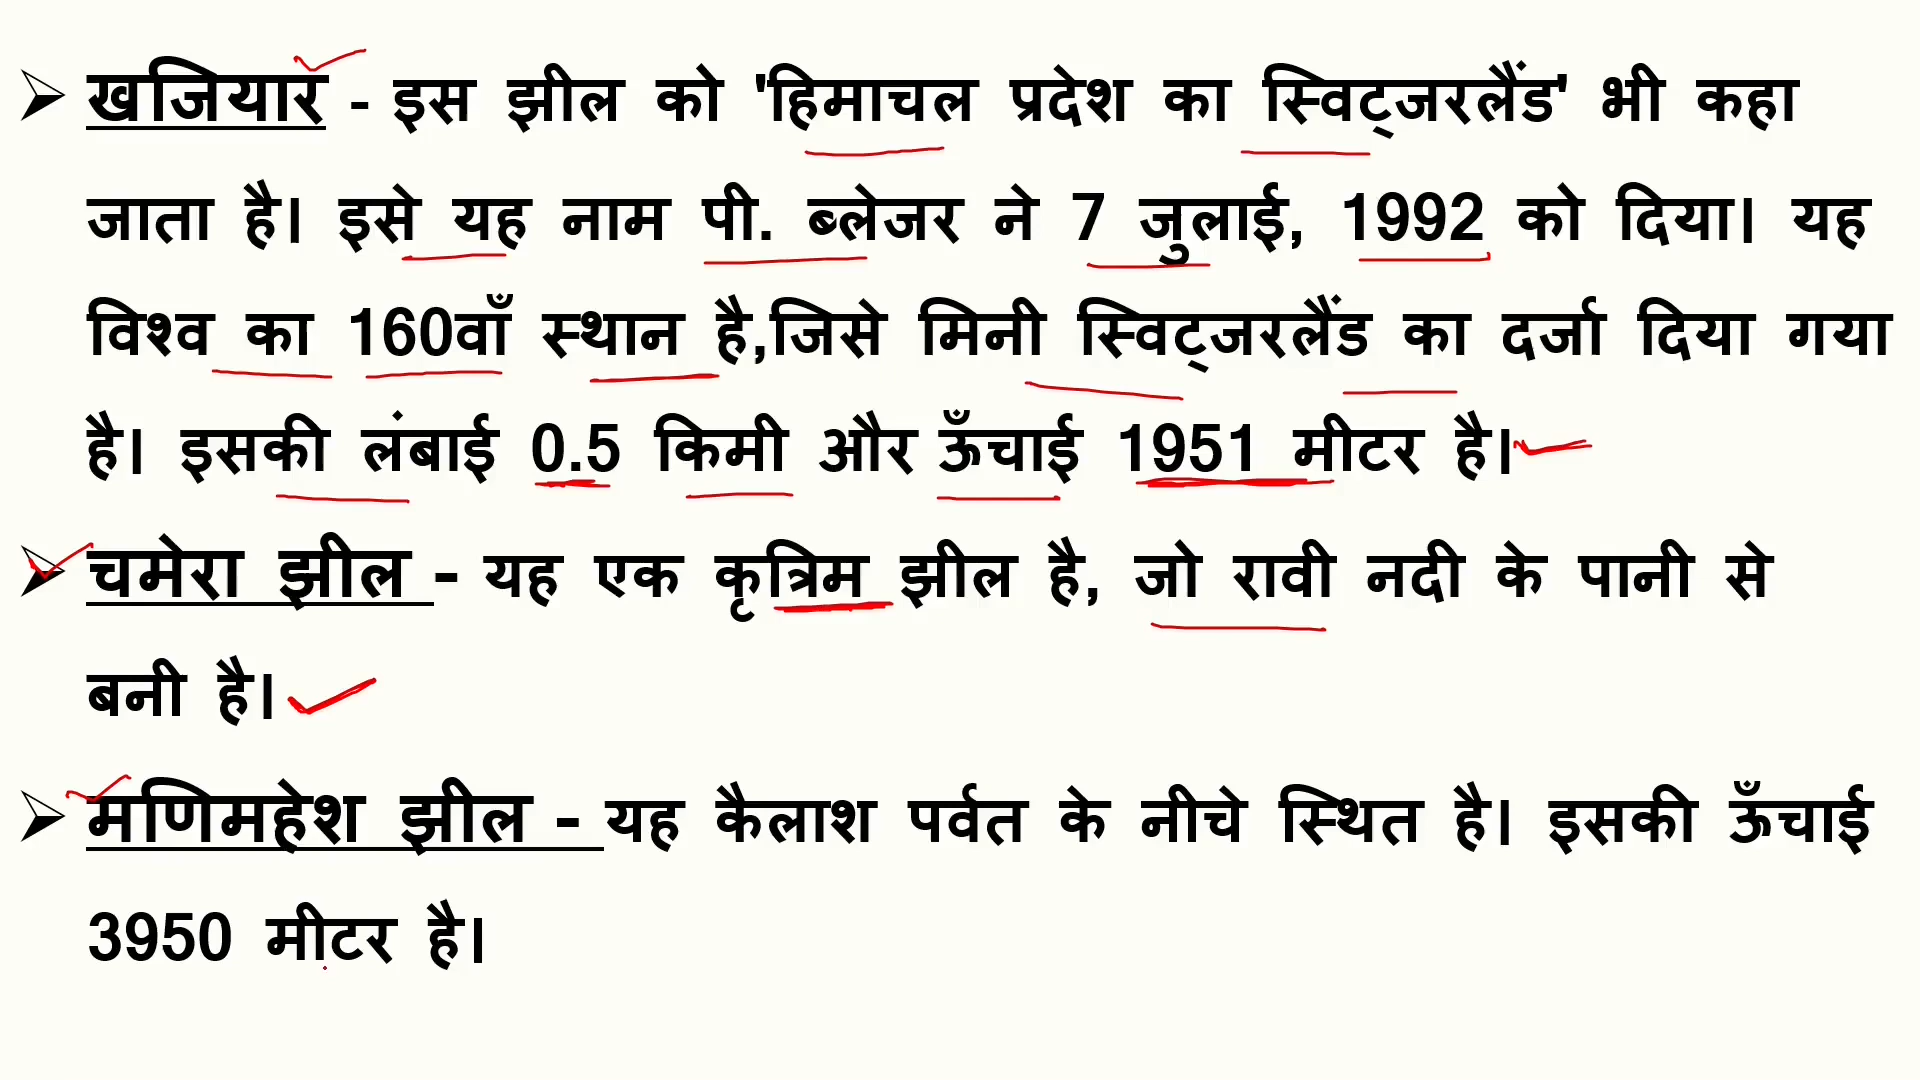 ➢ खजियार - इस झील को 'हिमाचल प्रदेश का स्विट्जरलैंड' भी कहा
जाता है। इसे यह नाम पी. ब्लेजर ने 7 जुलाई, 1992 को दिया। यह
विश्व का 160वाँ स्थान है,जिसे मिनी स्विट्जरलैंड का दर्जा दिया गया
है। इसकी लंबाई 0.5 किमी और ऊँचाई 1951 मीटर है।
➢ चमेरा झील - यह एक कृत्रिम झील है, जो रावी नदी के पानी से
बनी है।
➢ मणिमहेश झील - यह कैलाश पर्वत के नीचे स्थित है। इसकी ऊँचाई
3950 मीटर है।